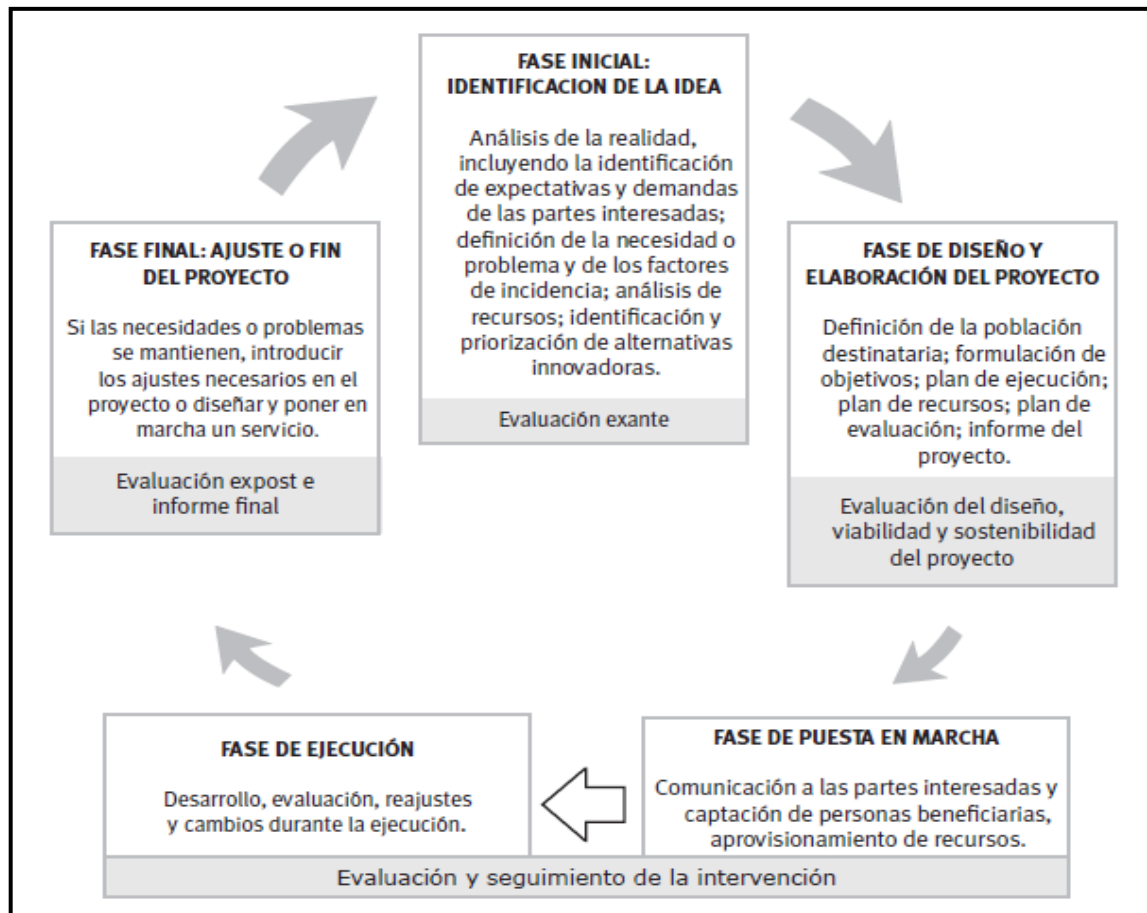 FASE INICIAL:
IDENTIFICACION DE LA IDEA
Análisis de la realidad,
incluyendo la identificación
de expectativas y demandas
de las partes interesadas;
definición de la necesidad o
problema y de los factores
de incidencia; análisis de
recursos; identificación y
priorización de alternativas
innovadoras.
Evaluación exante
FASE DE DISEÑO Y
ELABORACIÓN DEL PROYECTO
Definición de la población
destinataria; formulación de
objetivos; plan de ejecución;
plan de recursos; plan de
evaluación; informe del
proyecto.
Evaluación del diseño,
viabilidad y sostenibilidad
del proyecto
FASE DE PUESTA EN MARCHA
Comunicación a las partes interesadas y
captación de personas beneficiarias,
aprovisionamiento de recursos.
FASE DE EJECUCIÓN
Desarrollo, evaluación, reajustes
y cambios durante la ejecución.
Evaluación y seguimiento de la intervención
FASE FINAL: AJUSTE O FIN
DEL PROYECTO
Si las necesidades o problemas
se mantienen, introducir
los ajustes necesarios en el
proyecto o diseñar y poner en
marcha un servicio.
Evaluación expost e
informe final